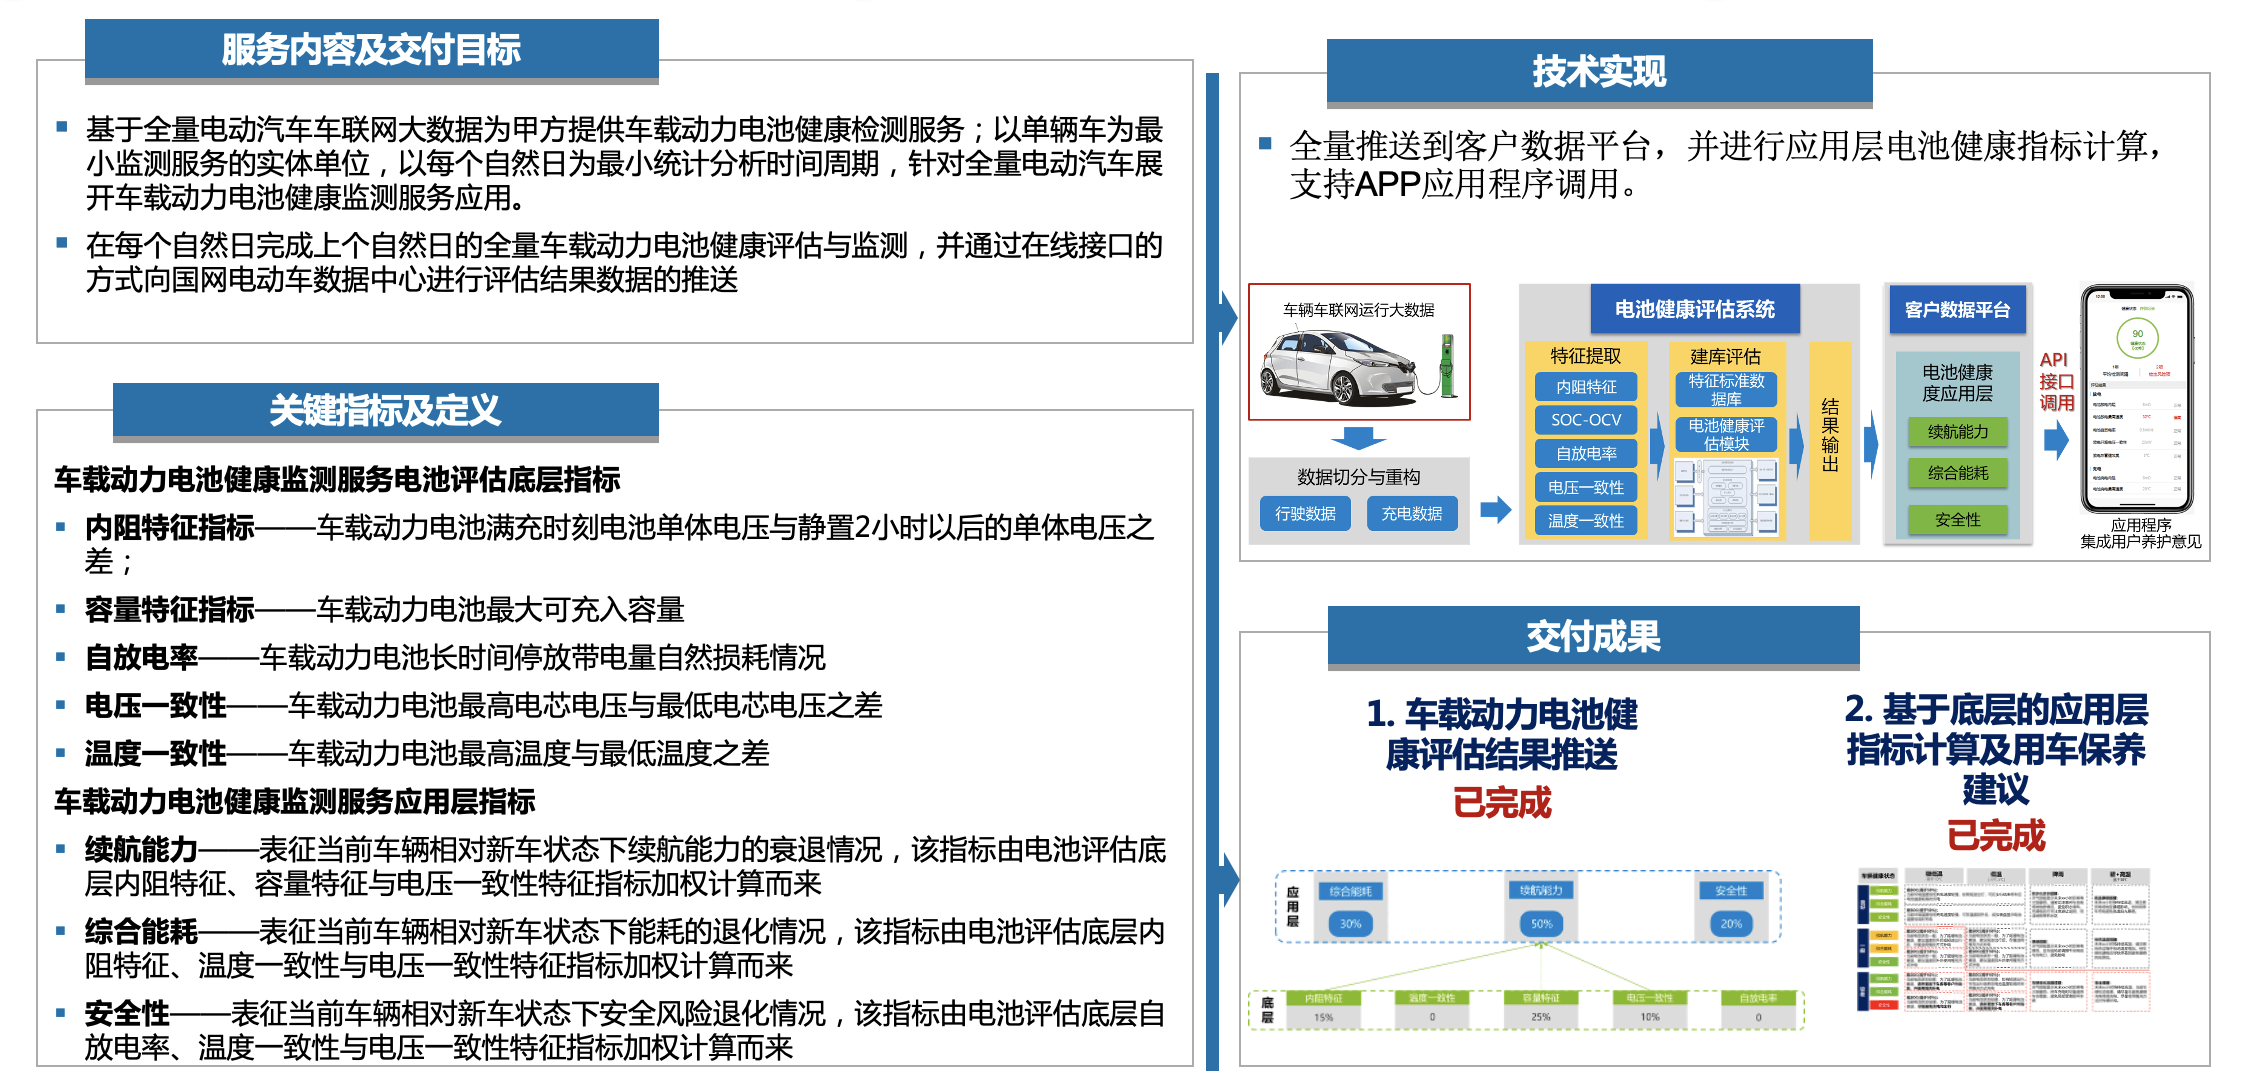 服务内容及交付目标
基于全量电动汽车车联网大数据为甲方提供车载动力电池健康检测服务；以单辆车为最
小监测服务的实体单位，以每个自然日为最小统计分析时间周期，针对全量电动汽车展
开车载动力电池健康监测服务应用。
在每个自然日完成上个自然日的全量车载动力电池健康评估与监测，并通过在线接口的
方式向国网电动车数据中心进行评估结果数据的推送
关键指标及定义
车载动力电池健康监测服务电池评估底层指标
内阻特征指标——车载动力电池满充时刻电池单体电压与静置2小时以后的单体电压之
差；
容量特征指标——车载动力电池最大可充入容量
自放电率——车载动力电池长时间停放带电量自然损耗情况
电压一致性——车载动力电池最高电芯电压与最低电芯电压之差
温度一致性——车载动力电池最高温度与最低温度之差
车载动力电池健康监测服务应用层指标
续航能力——表征当前车辆相对新车状态下续航能力的衰退情况，该指标由电池评估底
层内阻特征、容量特征与电压一致性特征指标加权计算而来
综合能耗——表征当前车辆相对新车状态下能耗的退化情况，该指标由电池评估底层内
阻特征、温度一致性与电压一致性特征指标加权计算而来
安全性——表征当前车辆相对新车状态下安全风险退化情况，该指标由电池评估底层自
放电率、温度一致性与电压一致性特征指标加权计算而来
技术实现
全量推送到客户数据平台，并进行应用层电池健康指标计算，
支持APP应用程序调用。
车辆车联网运行大数据
数据切分与重构
行驶数据
充电数据
电池健康评估系统
特征提取
内阻特征
SOC-OCV
自放电率
电压一致性
温度一致性
建库评估
特征标准数
据库
电池健康评
估模块
结果输出
客户数据平台
电池健康
度应用层
续航能力
综合能耗
安全性
API
接口
调用
90
应用程序
集成用户养护意见
交付成果
1. 车载动力电池健
康评估结果推送
已完成
2. 基于底层的应用层
指标计算及用车保养
建议
已完成
应用层
综合能耗
30%
续航能力
50%
安全性
20%
底层
内阻特征
15%
温度一致性
0
容量特征
25%
电压一致性
10%
自放电率
0
车辆健康状态